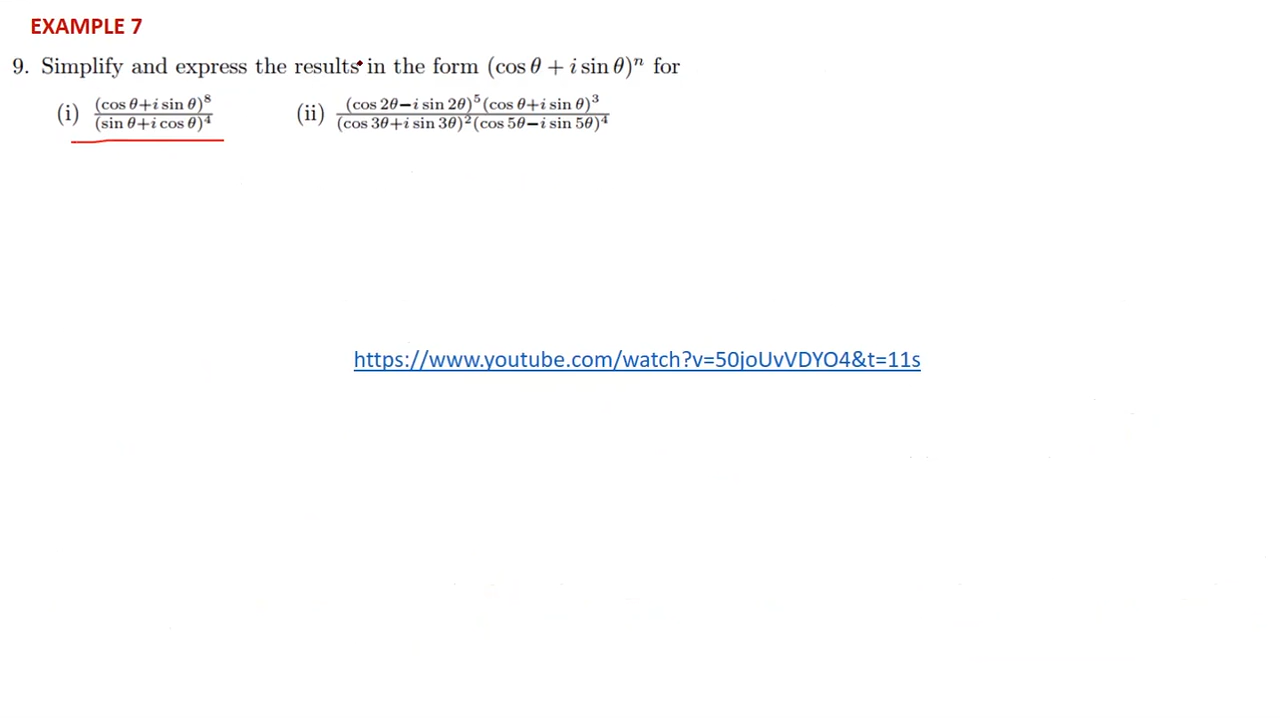 EXAMPLE 7
9. Simplify and express the results in the form (cos θ + i sin θ)ⁿ for
(i) (cos θ+i sin θ)⁸/(sin θ+i cos θ)⁴ (ii) (cos 2θ−i sin 2θ)⁵(cos θ+i sin θ)³/(cos 3θ+i sin 3θ)²(cos 5θ−i sin 5θ)⁴
https://www.youtube.com/watch?v=50joUvVDYO4&t=11s